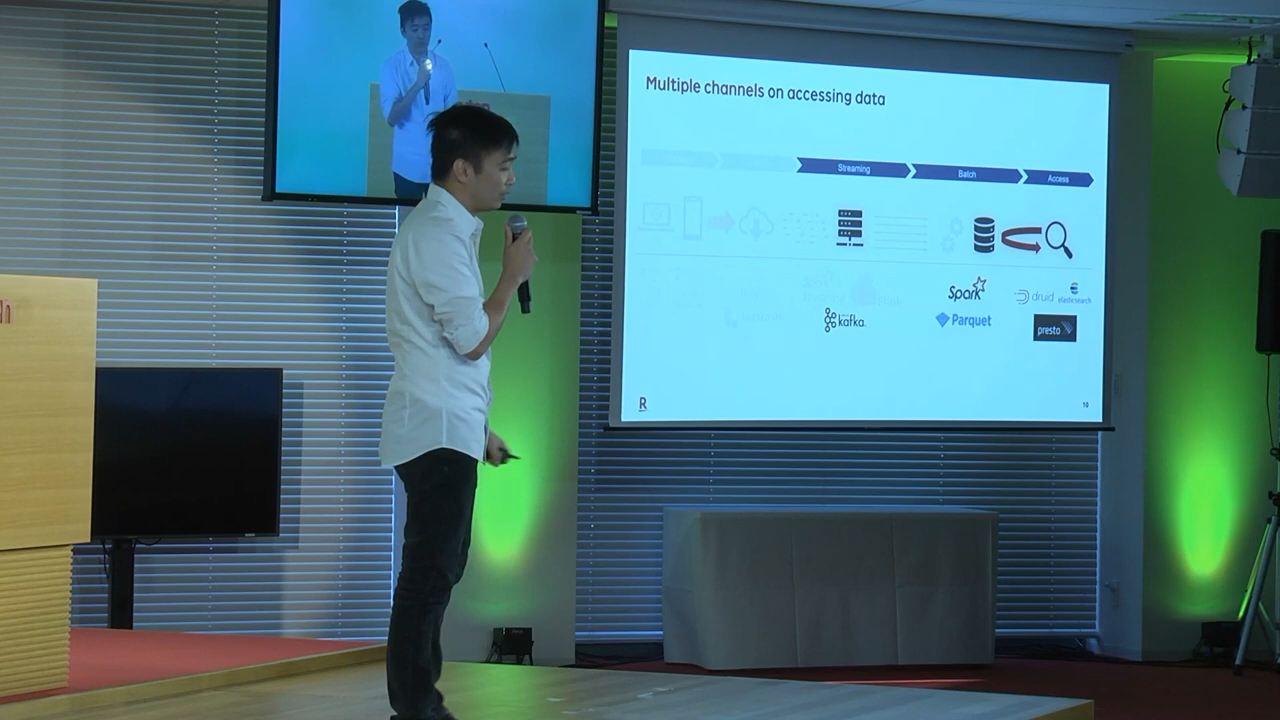 Multiple channels on accessing data
Streaming
Batch
Access
Spark
druid
elasticsearch
kafka.
Parquet
presto
R
10